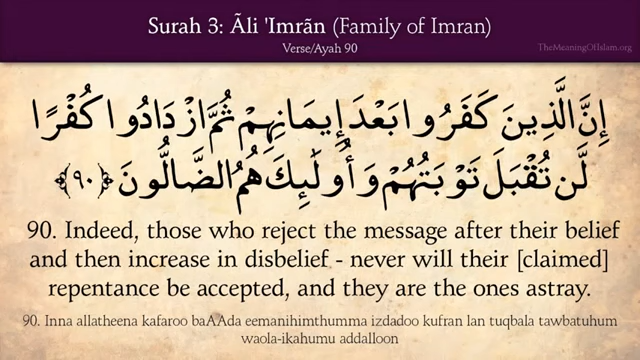 Surah 3: Ãli 'Imrãn (Family of Imran)
Verse/Ayah 90
TheMeaningOfIslam.org
إِنَّ الَّذِينَ كَفَرُوا بَعْدَ إِيمَانِهِمْ ثُمَّ ازْدَادُوا كُفْرًا
لَّن تُقْبَلَ تَوْبَتُهُمْ وَأُولَٰئِكَ هُمُ الضَّالُّونَ ﴿٩٠﴾
90. Indeed, those who reject the message after their belief
and then increase in disbelief - never will their [claimed]
repentance be accepted, and they are the ones astray.
90. Inna allatheena kafaroo baAAda eemanihimthumma izdadoo kufran lan tuqbala tawbatuhum
waola-ikahumu addalloon